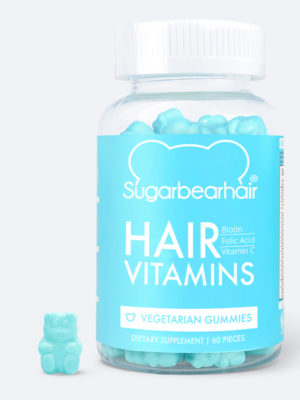 Sugarbearhair®
HAIR
Biotin
Folic Acid
Vitamin C
VITAMINS
VEGETARIAN GUMMIES
DIETARY SUPPLEMENT | 60 PIECES